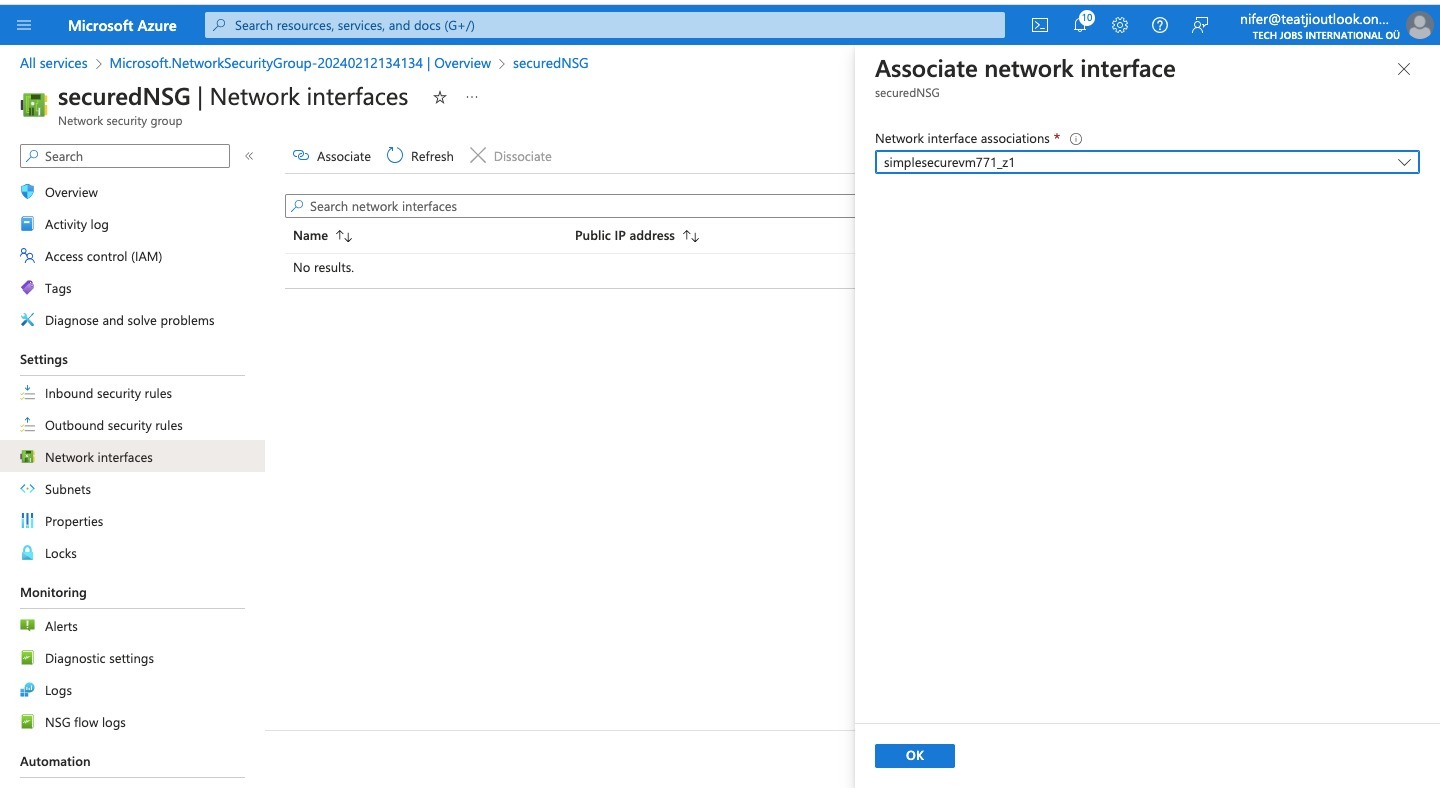 Microsoft Azure
Search resources, services, and docs (G+/)
10
nifer@teatjioutlook.on...
TECH JOBS INTERNATIONAL OÜ
All services > Microsoft.NetworkSecurityGroup-20240212134134 | Overview > securedNSG
securedNSG | Network interfaces
Network security group
Search
Overview
Activity log
Access control (IAM)
Tags
Diagnose and solve problems
Settings
Inbound security rules
Outbound security rules
Network interfaces
Subnets
Properties
Locks
Monitoring
Alerts
Diagnostic settings
Logs
NSG flow logs
Automation
Associate Refresh Dissociate
Search network interfaces
Name Public IP address
No results.
Associate network interface
securedNSG
Network interface associations *
simplesecurevm771_z1
OK